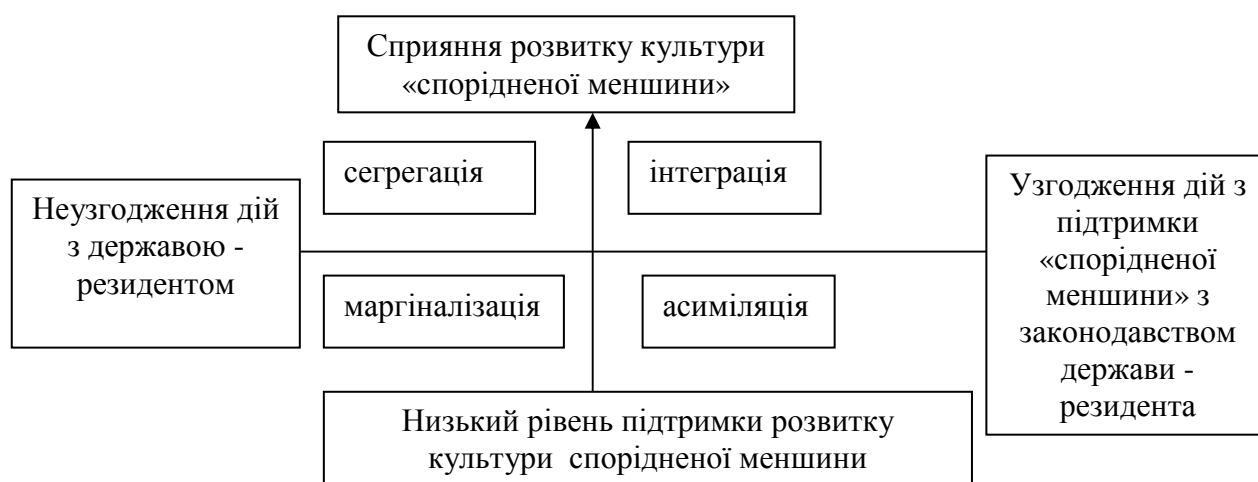 Сприяння розвитку культури
«спорідненої меншини»
сегрегація
інтеграція
Неузгодження дій
з державою -
резидентом
Узгодження дій з
підтримки
«спорідненої
меншини» з
законодавством
держави -
резидента
маргіналізація
асиміляція
Низький рівень підтримки розвитку
культури спорідненої меншини